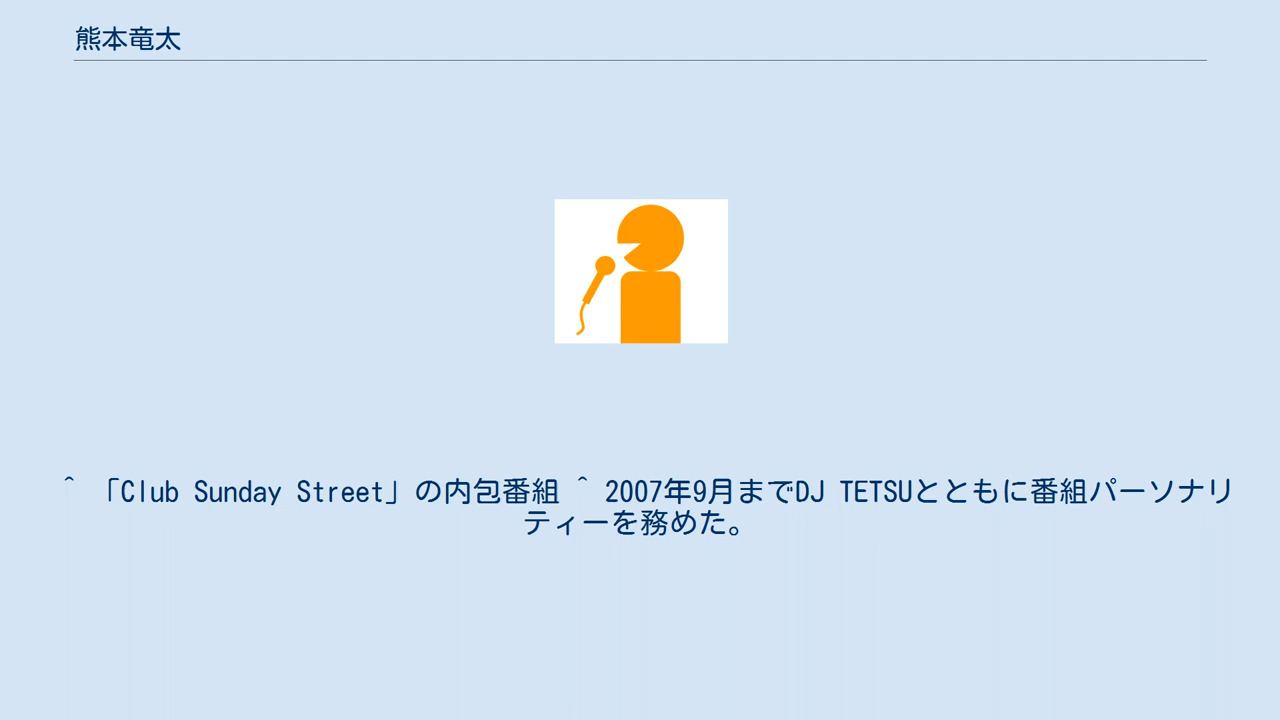 熊本竜太
^ 「Club Sunday Street」の内包番組 ^ 2007年9月までDJ TETSUとともに番組パーソナリ
ティーを務めた。